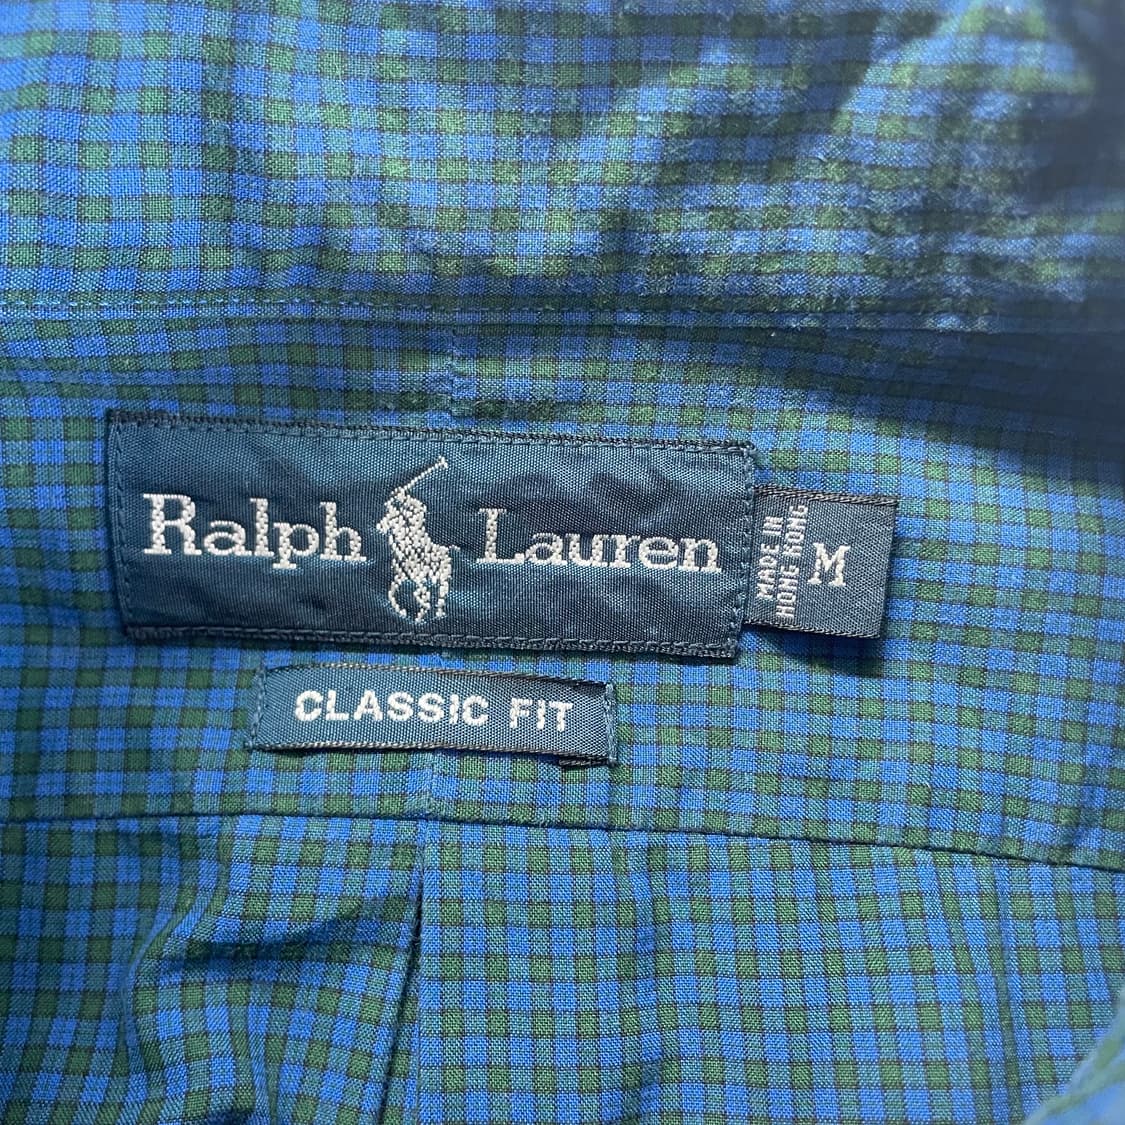 Ralph Lauren
MADE IN
HONG KONG
M
CLASSIC FIT